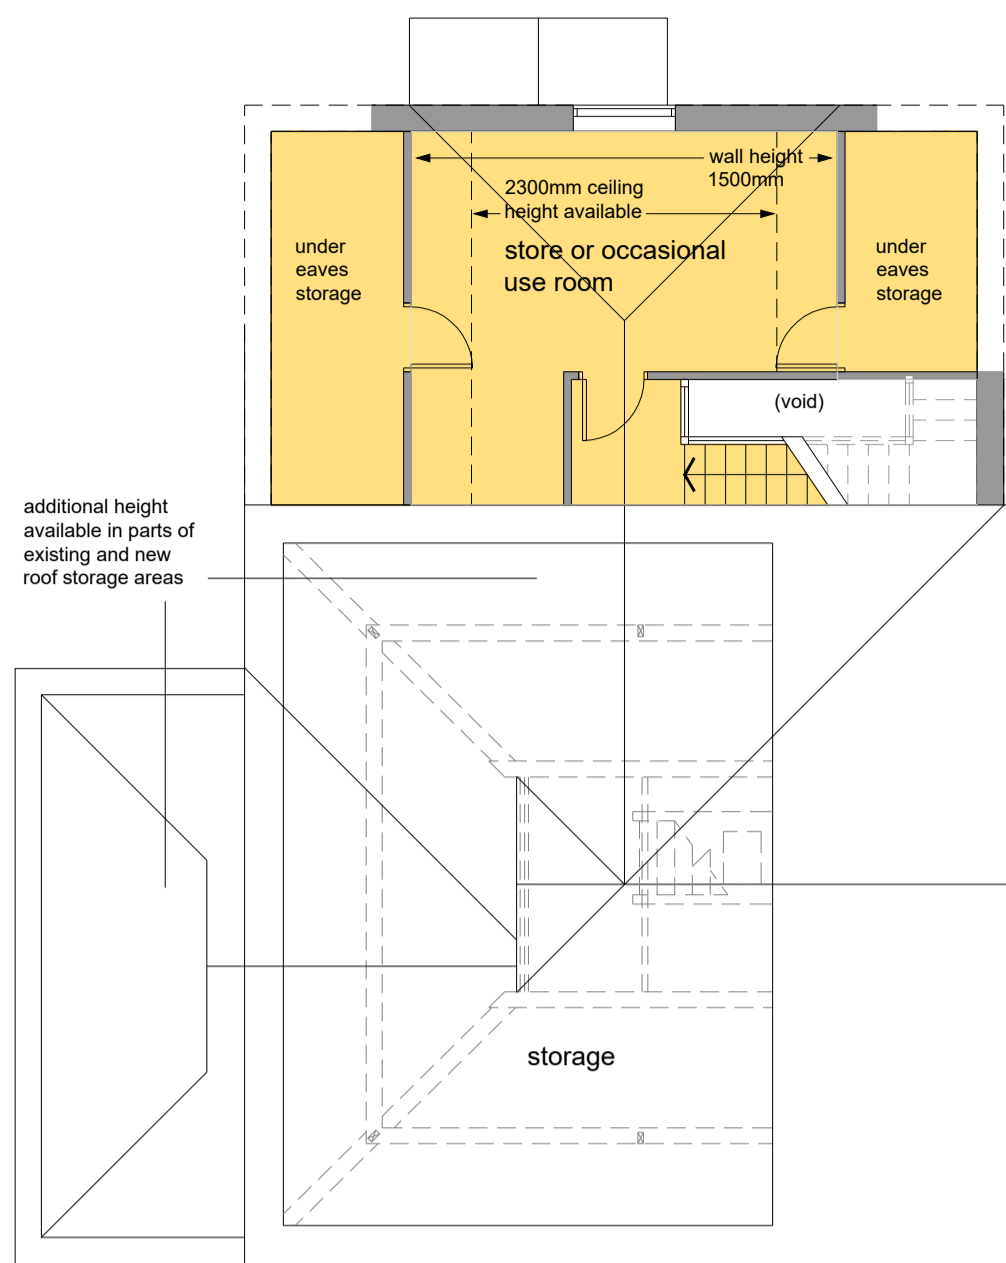 wall height
1500mm
2300mm ceiling
height available
store or occasional
use room
under
eaves
storage
under
eaves
storage
(void)
additional height
available in parts of
existing and new
roof storage areas
storage